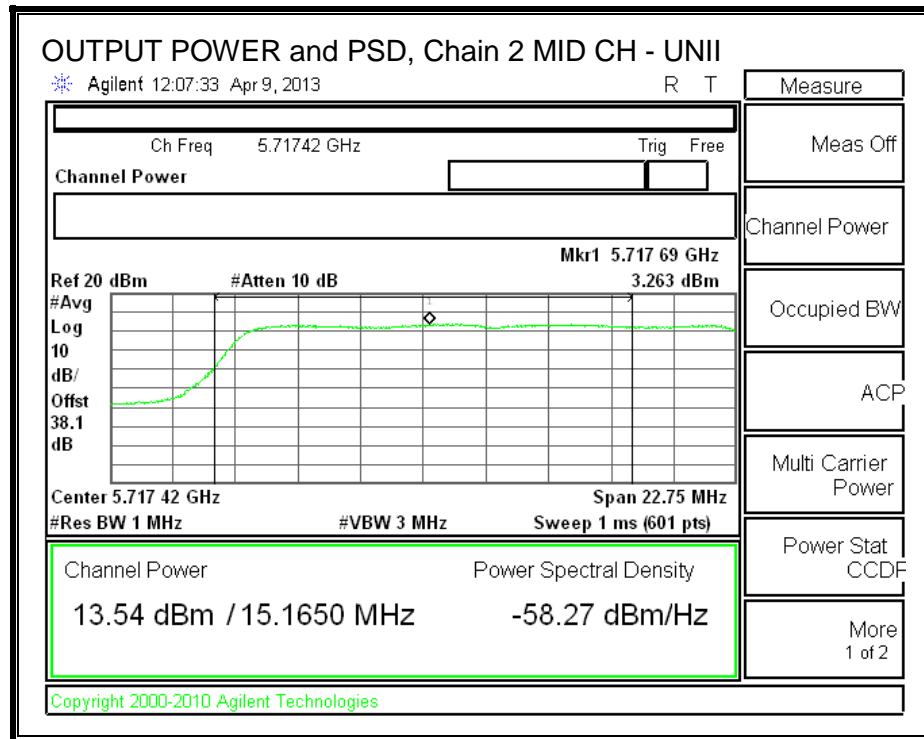 OUTPUT POWER and PSD, Chain 2 MID CH - UNII
Agilent 12:07:33 Apr 9, 2013 R T
Measure
Ch Freq 5.71742 GHz Trig Free
Channel Power
Mkr1 5.717 69 GHz
Ref 20 dBm #Atten 10 dB 3.263 dBm
#Avg
Log
10
dB/
Offst
38.1
dB
1
Center 5.717 42 GHz Span 22.75 MHz
#Res BW 1 MHz #VBW 3 MHz Sweep 1 ms (601 pts)
Channel Power Power Spectral Density
13.54 dBm / 15.1650 MHz -58.27 dBm/Hz
Copyright 2000-2010 Agilent Technologies
Meas Off
Channel Power
Occupied BW
ACP
Multi Carrier
Power
Power Stat
CCDF
More
1 of 2